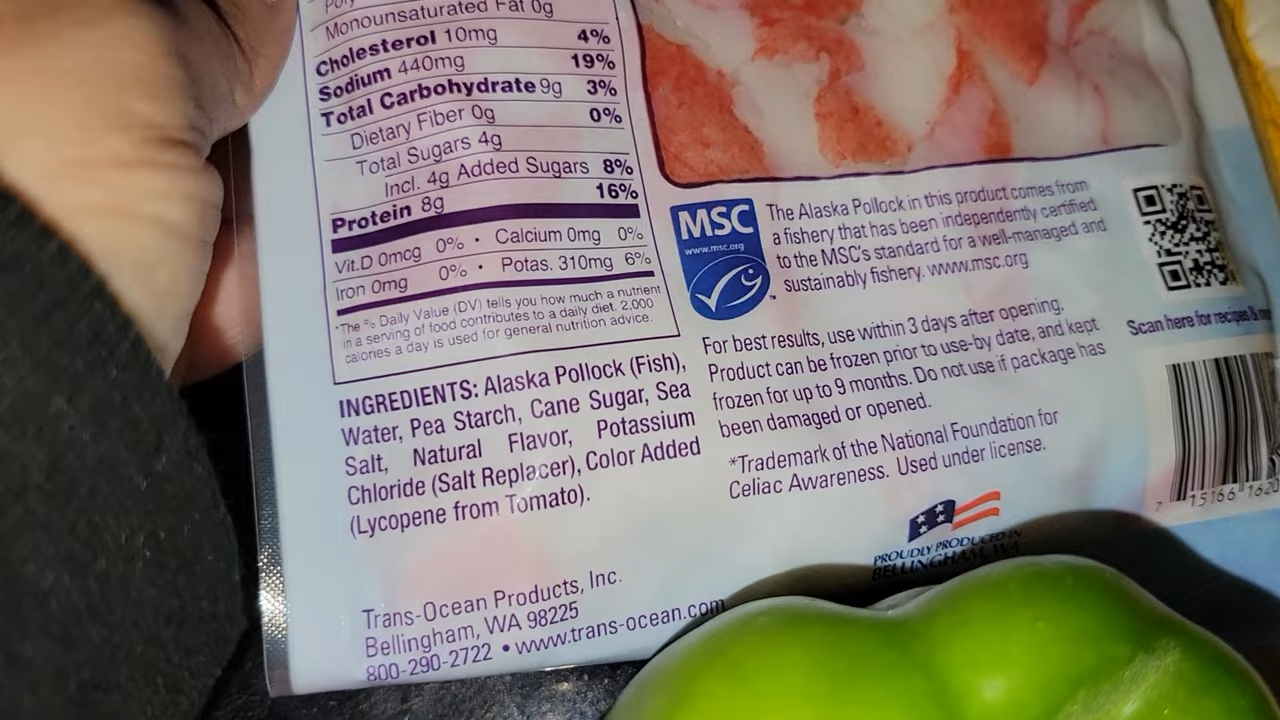 Monounsaturated Fat 0g
Cholesterol 10mg 4%
Sodium 440mg 19%
Total Carbohydrate 9g 3%
Dietary Fiber 0g 0%
Total Sugars 4g
Incl. 4g Added Sugars 8%
Protein 8g 16%
Vit.D 0mcg 0% • Calcium 0mg 0%
Iron 0mg 0% • Potas. 310mg 6%
*The % Daily Value (DV) tells you how much a nutrient
in a serving of food contributes to a daily diet. 2,000
calories a day is used for general nutrition advice.
INGREDIENTS: Alaska Pollock (Fish),
Water, Pea Starch, Cane Sugar, Sea
Salt, Natural Flavor, Potassium
Chloride (Salt Replacer), Color Added
(Lycopene from Tomato).
Trans-Ocean Products, Inc.
Bellingham, WA 98225
800-290-2722 • www.trans-ocean.com
MSC
www.msc.org
TM
The Alaska Pollock in this product comes from
a fishery that has been independently certified
to the MSC's standard for a well-managed and
sustainably fishery. www.msc.org
For best results, use within 3 days after opening.
Product can be frozen prior to use-by date, and kept
frozen for up to 9 months. Do not use if package has
been damaged or opened.
*Trademark of the National Foundation for
Celiac Awareness. Used under license.
PROUDLY PRODUCED IN
BELLINGHAM, WA
Scan here for recipes &
7 15166 1620